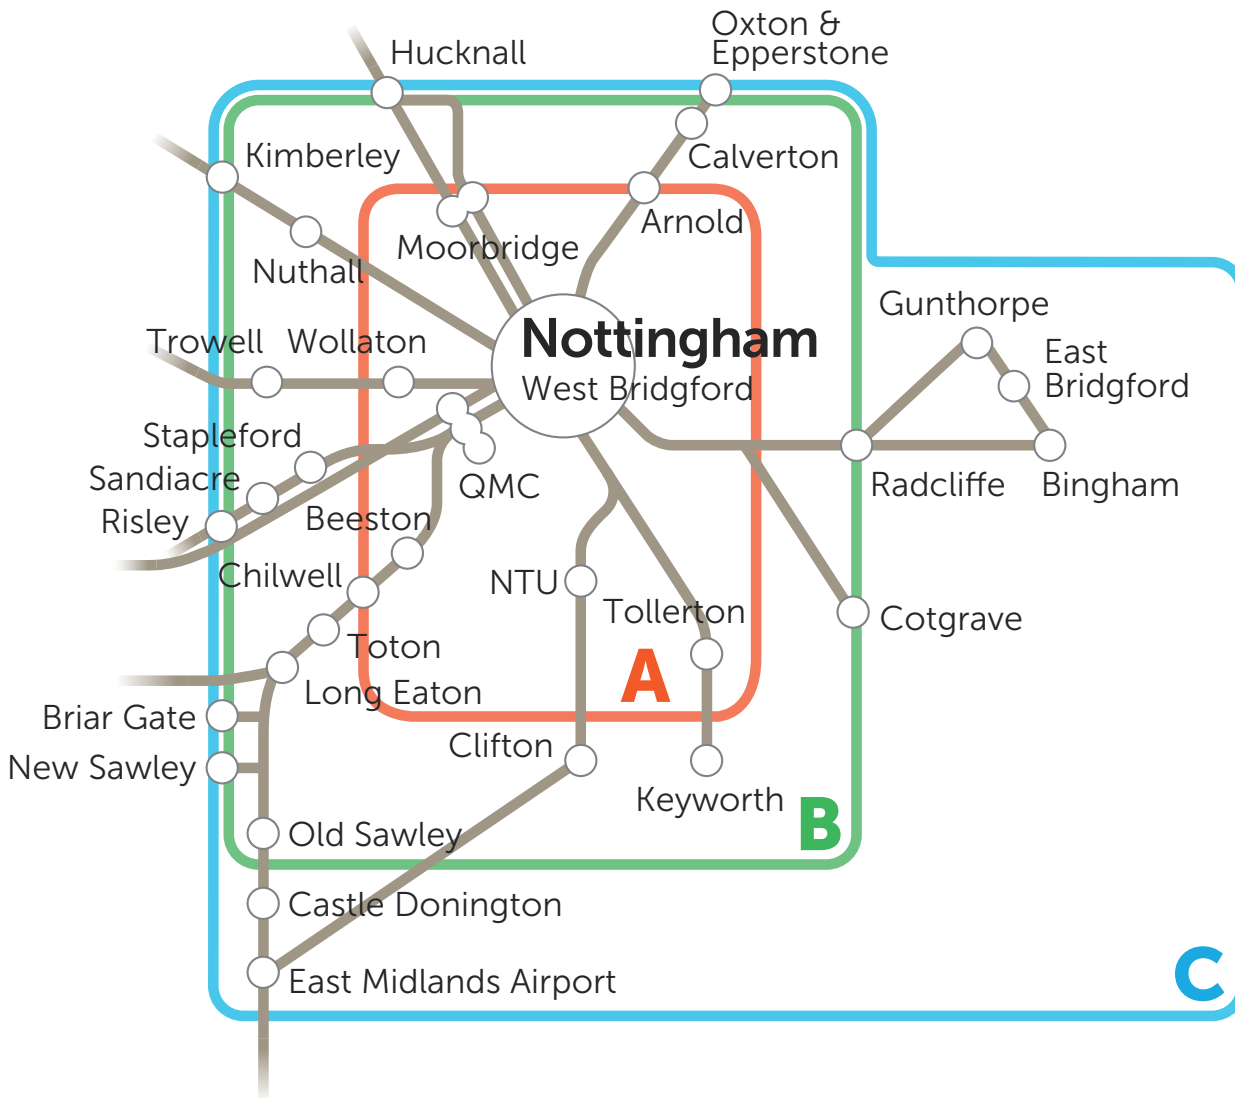 Oxton &
Epperstone
Hucknall
Kimberley
Calverton
Arnold
Moorbridge
Nuthall
Gunthorpe
Nottingham
West Bridgford
Trowell
Wollaton
East
Bridgford
Stapleford
Sandiacre
Risley
QMC
Radcliffe
Bingham
Beeston
Chilwell
NTU
Tollerton
Cotgrave
Toton
A
Long Eaton
Briar Gate
Clifton
New Sawley
Keyworth
B
Old Sawley
Castle Donington
East Midlands Airport
C